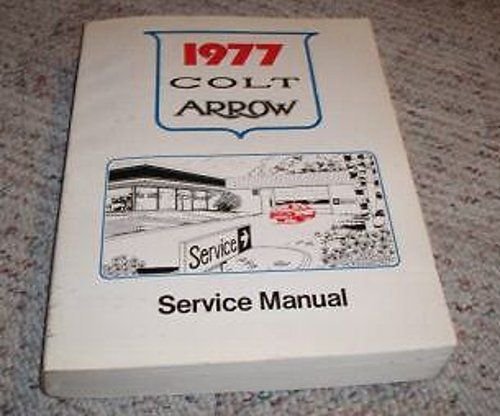 1977
COLT
ARROW
Service
Service Manual